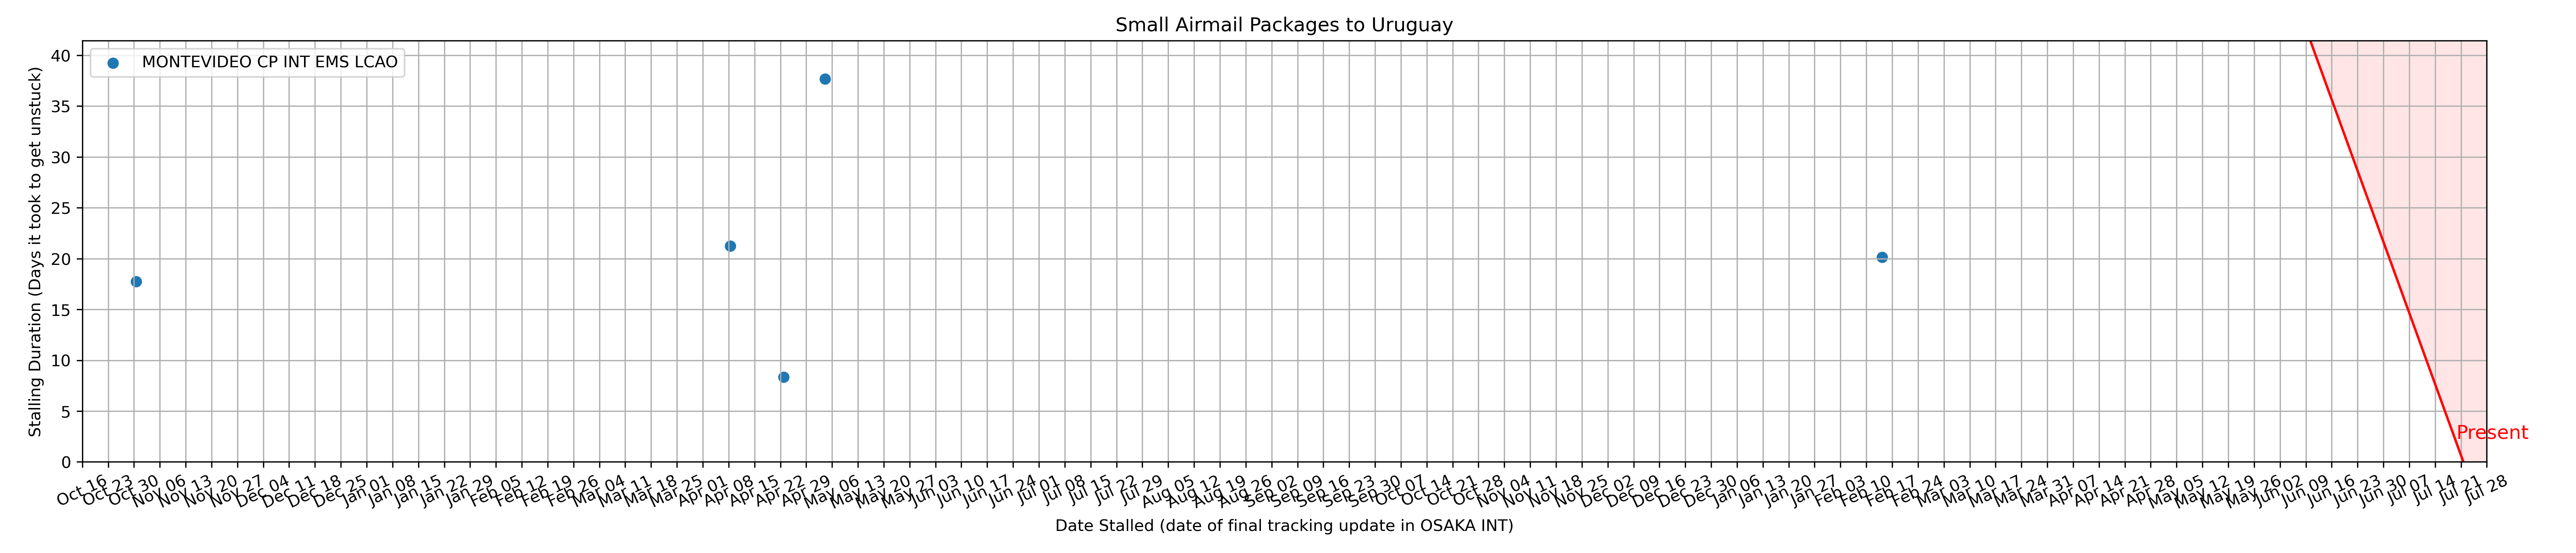 Small Airmail Packages to Uruguay
MONTEVIDEO CP INT EMS LCAO
Stalling Duration (Days it took to get unstuck)
40
35
30
25
20
15
10
5
0
Present
Oct 16
Oct 23
Oct 30
Nov 06
Nov 13
Nov 20
Nov 27
Dec 04
Dec 11
Dec 18
Dec 25
Jan 01
Jan 08
Jan 15
Jan 22
Jan 29
Feb 05
Feb 12
Feb 19
Feb 26
Mar 04
Mar 11
Mar 18
Mar 25
Apr 01
Apr 08
Apr 15
Apr 22
Apr 29
May 06
May 13
May 20
May 27
Jun 03
Jun 10
Jun 17
Jun 24
Jul 01
Jul 08
Jul 15
Jul 22
Jul 29
Aug 05
Aug 12
Aug 19
Aug 26
Sep 02
Sep 09
Sep 16
Sep 23
Sep 30
Oct 07
Oct 14
Oct 21
Oct 28
Nov 04
Nov 11
Nov 18
Nov 25
Dec 02
Dec 09
Dec 16
Dec 23
Dec 30
Jan 06
Jan 13
Jan 20
Jan 27
Feb 03
Feb 10
Feb 17
Feb 24
Mar 03
Mar 10
Mar 17
Mar 24
Mar 31
Apr 07
Apr 14
Apr 21
Apr 28
May 05
May 12
May 19
May 26
Jun 02
Jun 09
Jun 16
Jun 23
Jun 30
Jul 07
Jul 14
Jul 21
Jul 28
Date Stalled (date of final tracking update in OSAKA INT)